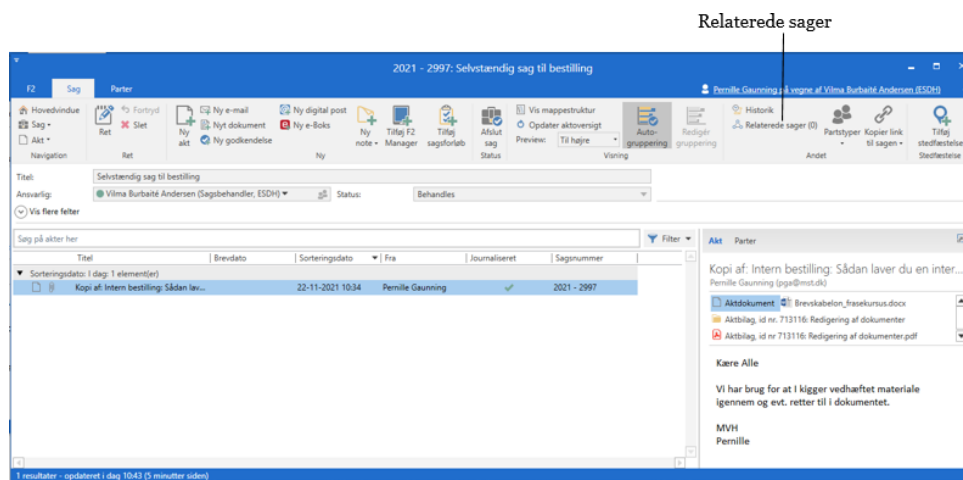 Relaterede sager
2021 - 2997: Selvstændig sag til bestilling
F2 Sag Parter
Pernille Gaunning på vegne af Vilma Burbaité Andersen (ESDH)
Hovedvindue
Sag
Akt
Navigation
Ret
Fortryd
Slet
Ret
Ny akt
Ny e-mail
Nyt dokument
Ny godkendelse
Ny digital post
Ny e-Boks
Ny note
Tilføj F2 Manager
Tilføj sagsforløb
Ny
Afslut sag
Status
Vis mappestruktur
Opdater aktoversigt
Preview: Til højre
Auto-gruppering
Redigér gruppering
Visning
Historik
Relaterede sager (0)
Partstyper
Kopier link til sagen
Andet
Tilføj stedfæstelse
Stedfæstelse
Titel: Selvstændig sag til bestilling
Ansvarlig: Vilma Burbaité Andersen (Sagsbehandler, ESDH) Status: Behandles
Vis flere felter
Søg på akter her
Filter
Titel Brevdato Sorteringsdato Fra Journaliseret Sagsnummer
Sorteringsdato: I dag: 1 element(er)
Kopi af: Intern bestilling: Sådan lav... 22-11-2021 10:34 Pernille Gaunning 2021 - 2997
Akt Parter
Kopi af: Intern bestilling: Sådan laver du en inter...
Pernille Gaunning (pga@mst.dk)
Aktdokument Brevskabelon_frasekursus.docx
Aktbilag, id nr. 713116: Redigering af dokumenter
Aktbilag, id nr 713116: Redigering af dokumenter.pdf
Kære Alle
Vi har brug for at I kigger vedhæftet materiale
igennem og evt. retter til i dokumentet.
MVH
Pernille
1 resultater - opdateret i dag 10:43 (5 minutter siden)